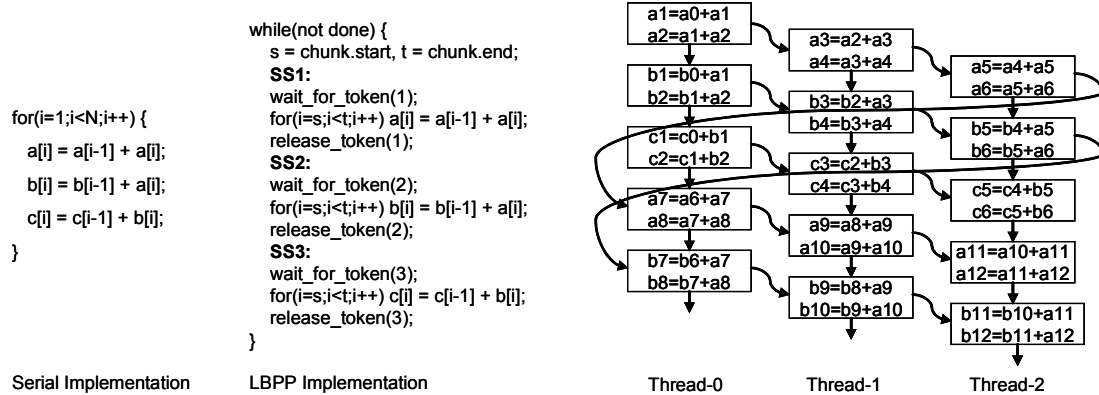 for(i=1;i<N;i++) {
a[i] = a[i-1] + a[i];
b[i] = b[i-1] + a[i];
c[i] = c[i-1] + b[i];
}
Serial Implementation
while(not done) {
s = chunk.start, t = chunk.end;
SS1:
wait_for_token(1);
for(i=s;i<t;i++) a[i] = a[i-1] + a[i];
release_token(1);
SS2:
wait_for_token(2);
for(i=s;i<t;i++) b[i] = b[i-1] + a[i];
release_token(2);
SS3:
wait_for_token(3);
for(i=s;i<t;i++) c[i] = c[i-1] + b[i];
release_token(3);
}
LBPP Implementation
a1=a0+a1
a2=a1+a2
b1=b0+a1
b2=b1+a2
c1=c0+b1
c2=c1+b2
a7=a6+a7
a8=a7+a8
b7=b6+a7
b8=b7+a8
Thread-0
a3=a2+a3
a4=a3+a4
b3=b2+a3
b4=b3+a4
c3=c2+b3
c4=c3+b4
a9=a8+a9
a10=a9+a10
b9=b8+a9
b10=b9+a10
Thread-1
a5=a4+a5
a6=a5+a6
b5=b4+a5
b6=b5+a6
c5=c4+b5
c6=c5+b6
a11=a10+a11
a12=a11+a12
b11=b10+a11
b12=b11+a12
Thread-2